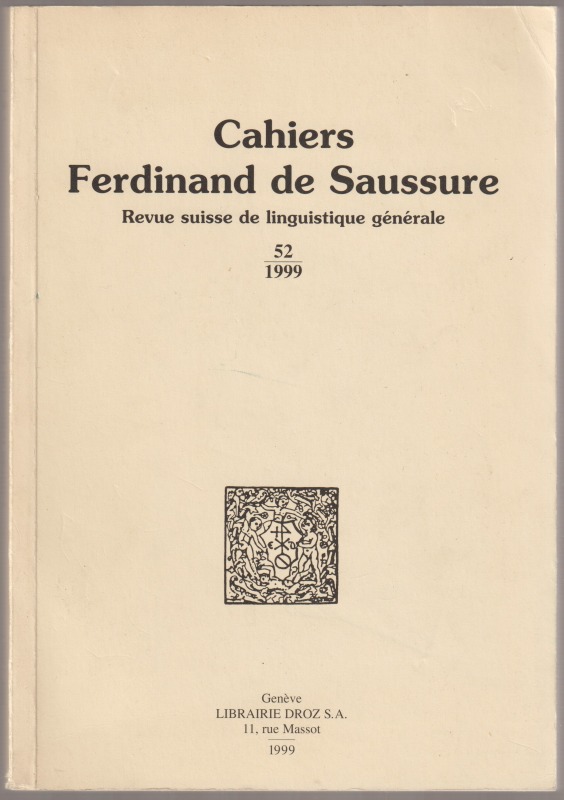 Cahiers
Ferdinand de Saussure
Revue suisse de linguistique générale
52
1999
Genève
LIBRAIRIE DROZ S.A.
11, rue Massot
1999